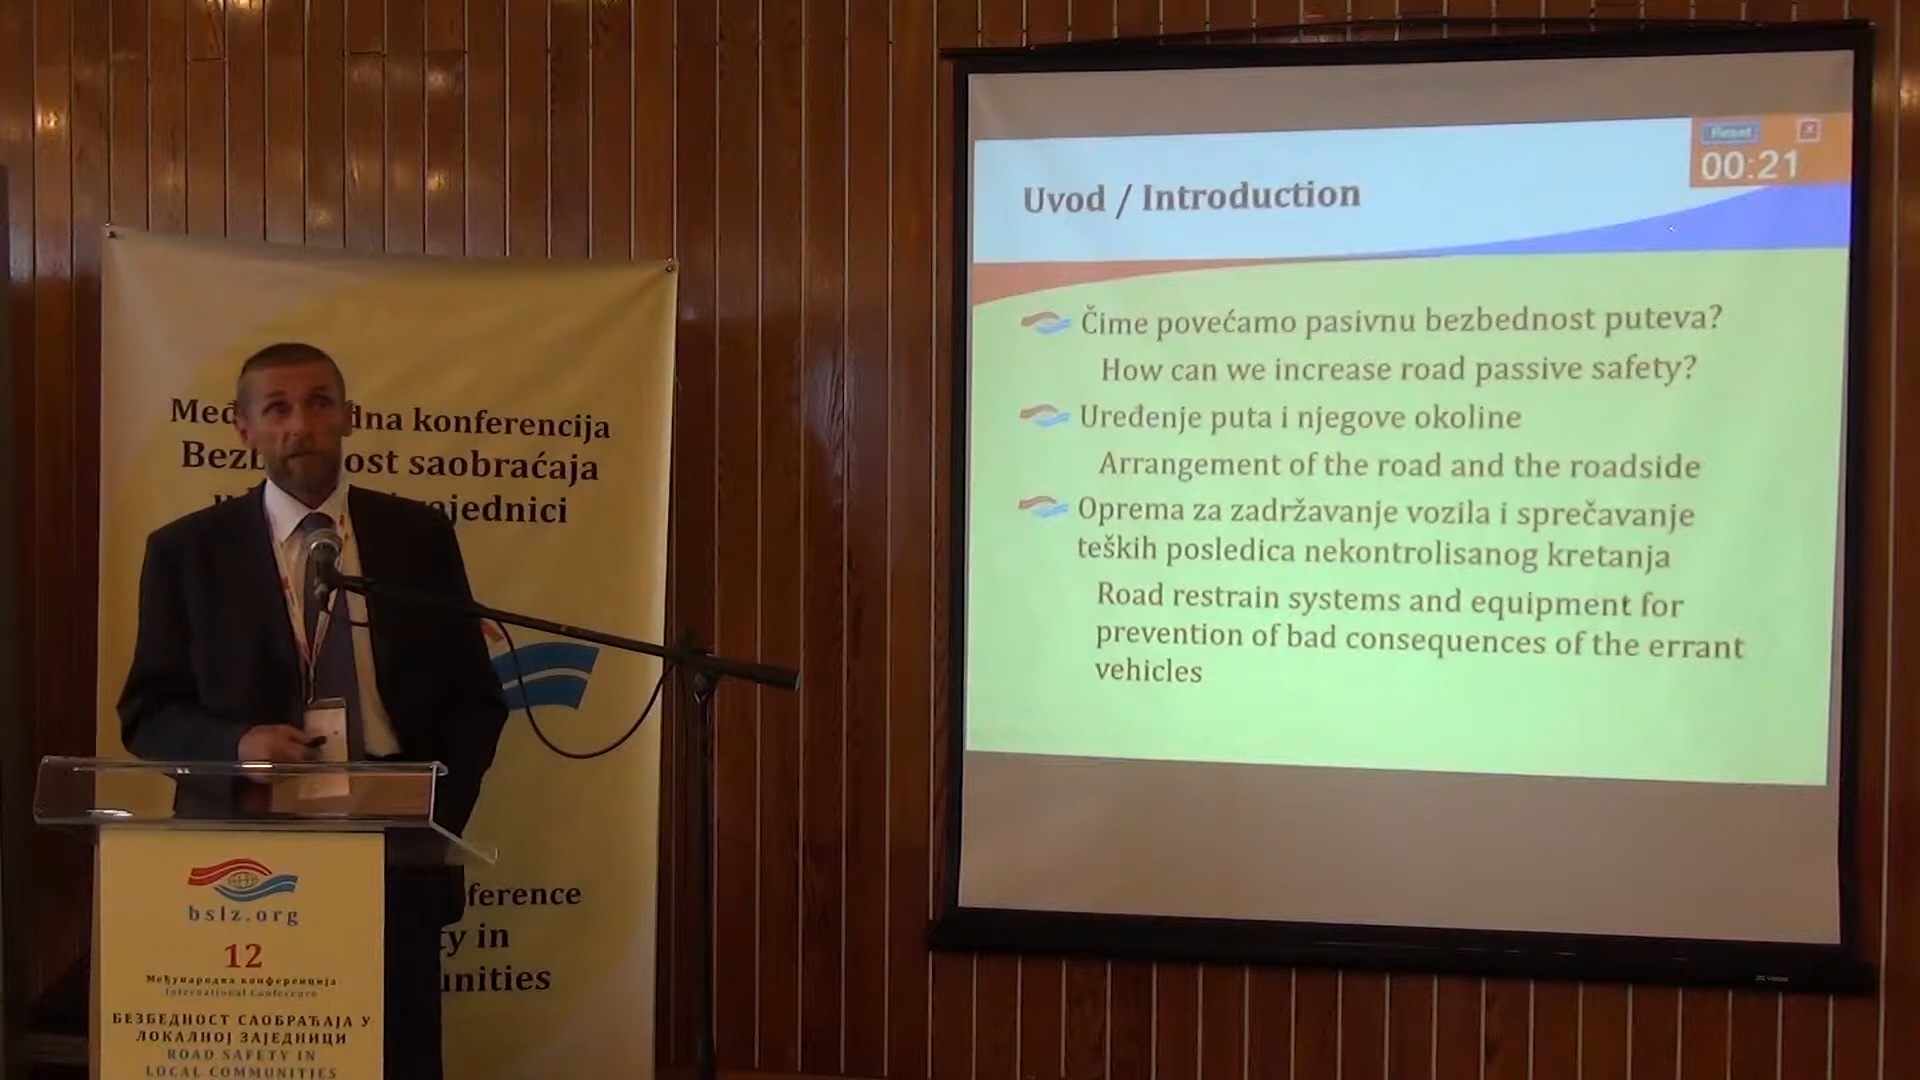 Međ dna konferencija
Bezb ost saobraćaja
ajednici
ference
ty in
unities
bslz.org
12
Међународна конференција
International Conference
БЕЗБЕДНОСТ САОБРАЋАЈА У
ЛОКАЛНОЈ ЗАЈЕДНИЦИ
ROAD SAFETY IN
LOCAL COMMUNITIES
Reset X
00:21
Uvod / Introduction
Čime povećamo pasivnu bezbednost puteva?
How can we increase road passive safety?
Uređenje puta i njegove okoline
Arrangement of the road and the roadside
Oprema za zadržavanje vozila i sprečavanje
teških posledica nekontrolisanog kretanja
Road restrain systems and equipment for
prevention of bad consequences of the errant
vehicles